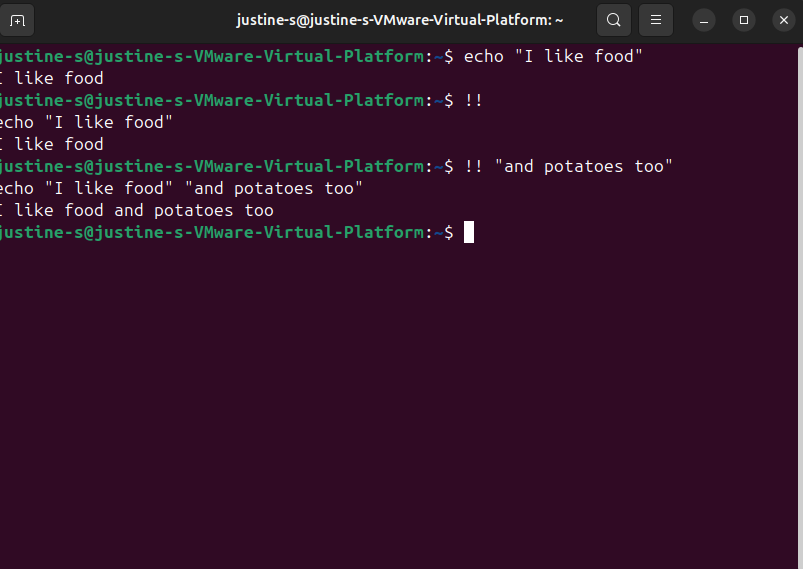 justine-s@justine-s-VMware-Virtual-Platform: ~
justine-s@justine-s-VMware-Virtual-Platform:~$ echo "I like food"
I like food
justine-s@justine-s-VMware-Virtual-Platform:~$ !!
echo "I like food"
I like food
justine-s@justine-s-VMware-Virtual-Platform:~$ !! "and potatoes too"
echo "I like food" "and potatoes too"
I like food and potatoes too
justine-s@justine-s-VMware-Virtual-Platform:~$